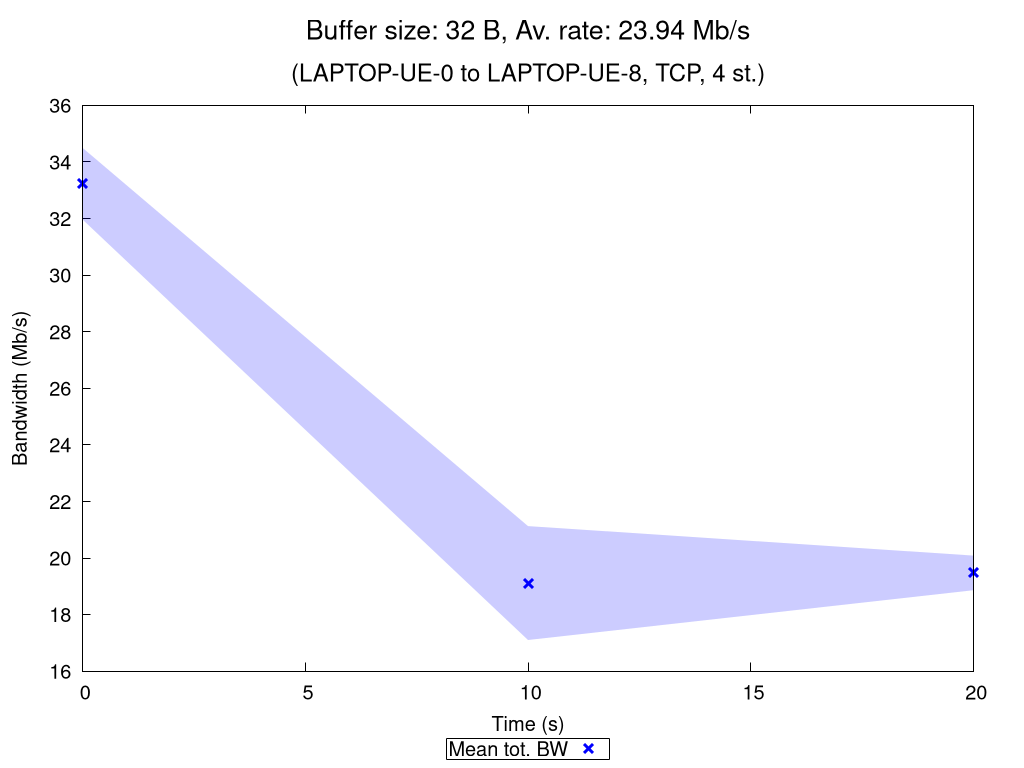 Buffer size: 32 B, Av. rate: 23.94 Mb/s
(LAPTOP-UE-0 to LAPTOP-UE-8, TCP, 4 st.)
36
34
32
30
28
26
24
22
20
18
16
Bandwidth (Mb/s)
0 5 10 15 20
Time (s)
Mean tot. BW